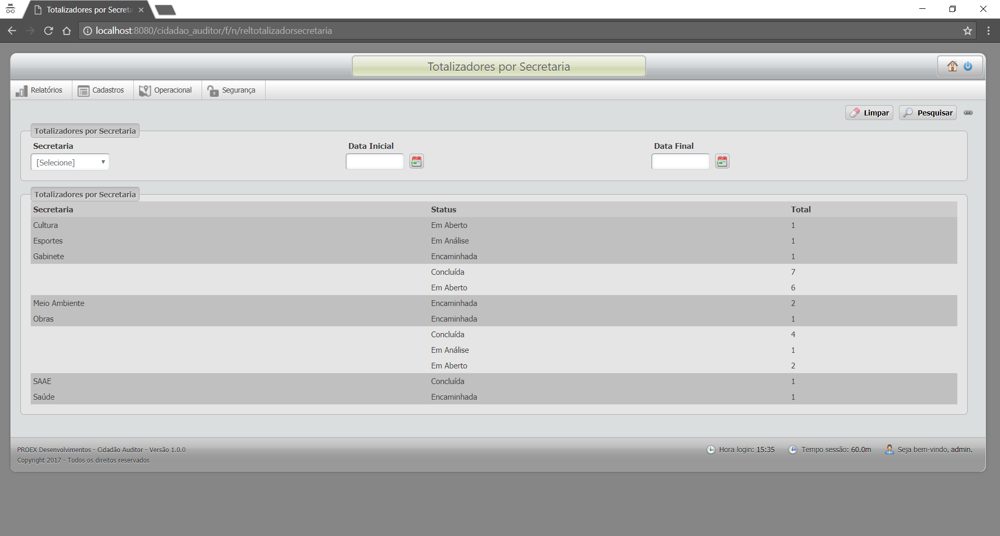 Totalizadores por Secreta
localhost:8080/cidadao_auditor/f/n/reltotalizadorsecretaria
Totalizadores por Secretaria
Relatórios Cadastros Operacional Segurança
Limpar Pesquisar
Totalizadores por Secretaria
Secretaria Data Inicial Data Final
[Selecione]
Totalizadores por Secretaria
Secretaria Status Total
Cultura Em Aberto 1
Esportes Em Análise 1
Gabinete Encaminhada 1
Concluída 7
Em Aberto 6
Meio Ambiente Encaminhada 2
Obras Encaminhada 1
Concluída 4
Em Análise 1
Em Aberto 2
SAAE Concluída 1
Saúde Encaminhada 1
PROEX Desenvolvimentos - Cidadão Auditor - Versão 1.0.0
Copyright 2017 - Todos os direitos reservados
Hora login: 15:35 Tempo sessão: 60.0m Seja bem-vindo, admin.